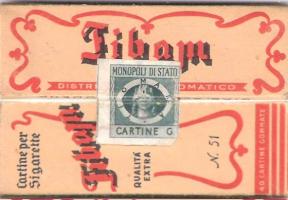 Tibam
DISTRI OMATICO
MONOPOLI DI STATO
CARTINE G
Cartine per
Sigarette
Tibam
QUALITÀ
EXTRA
N. 51
40 CARTINE GOMMATE